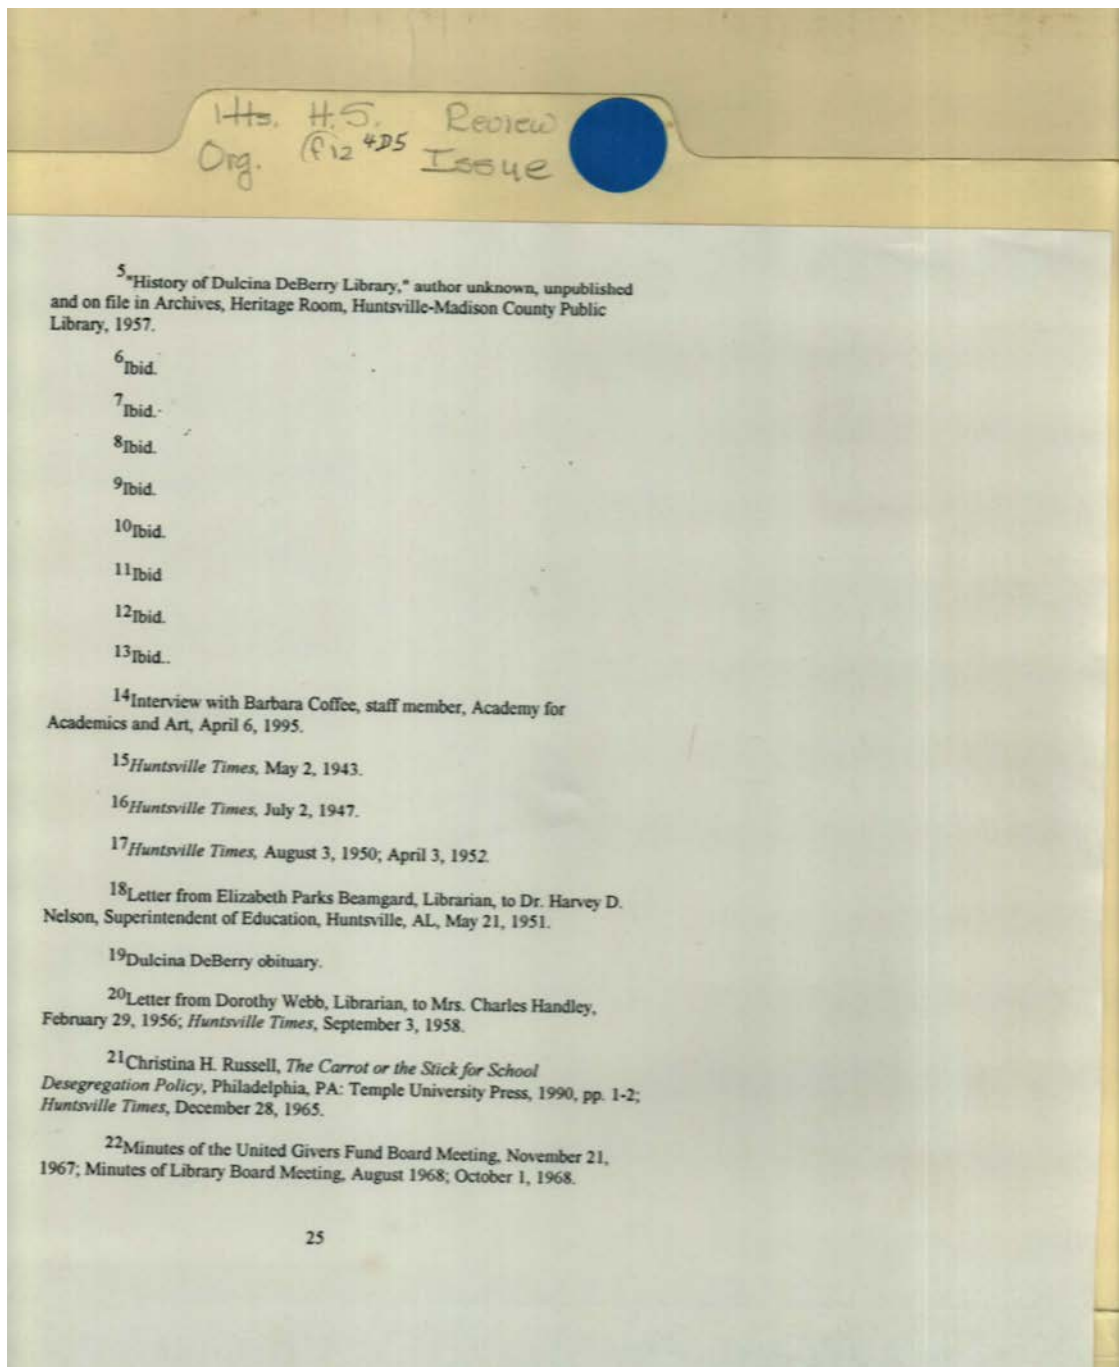 Hs. H.S. Review
Org. (f12 4D5 Issue
5"History of Dulcina DeBerry Library," author unknown, unpublished
and on file in Archives, Heritage Room, Huntsville-Madison County Public
Library, 1957.
6Ibid.
7Ibid.
8Ibid.
9Ibid.
10Ibid.
11Ibid
12Ibid.
13Ibid..
14Interview with Barbara Coffee, staff member, Academy for
Academics and Art, April 6, 1995.
15Huntsville Times, May 2, 1943.
16Huntsville Times, July 2, 1947.
17Huntsville Times, August 3, 1950; April 3, 1952.
18Letter from Elizabeth Parks Beamgard, Librarian, to Dr. Harvey D.
Nelson, Superintendent of Education, Huntsville, AL, May 21, 1951.
19Dulcina DeBerry obituary.
20Letter from Dorothy Webb, Librarian, to Mrs. Charles Handley,
February 29, 1956; Huntsville Times, September 3, 1958.
21Christina H. Russell, The Carrot or the Stick for School
Desegregation Policy, Philadelphia, PA: Temple University Press, 1990, pp. 1-2;
Huntsville Times, December 28, 1965.
22Minutes of the United Givers Fund Board Meeting, November 21,
1967; Minutes of Library Board Meeting, August 1968; October 1, 1968.
25